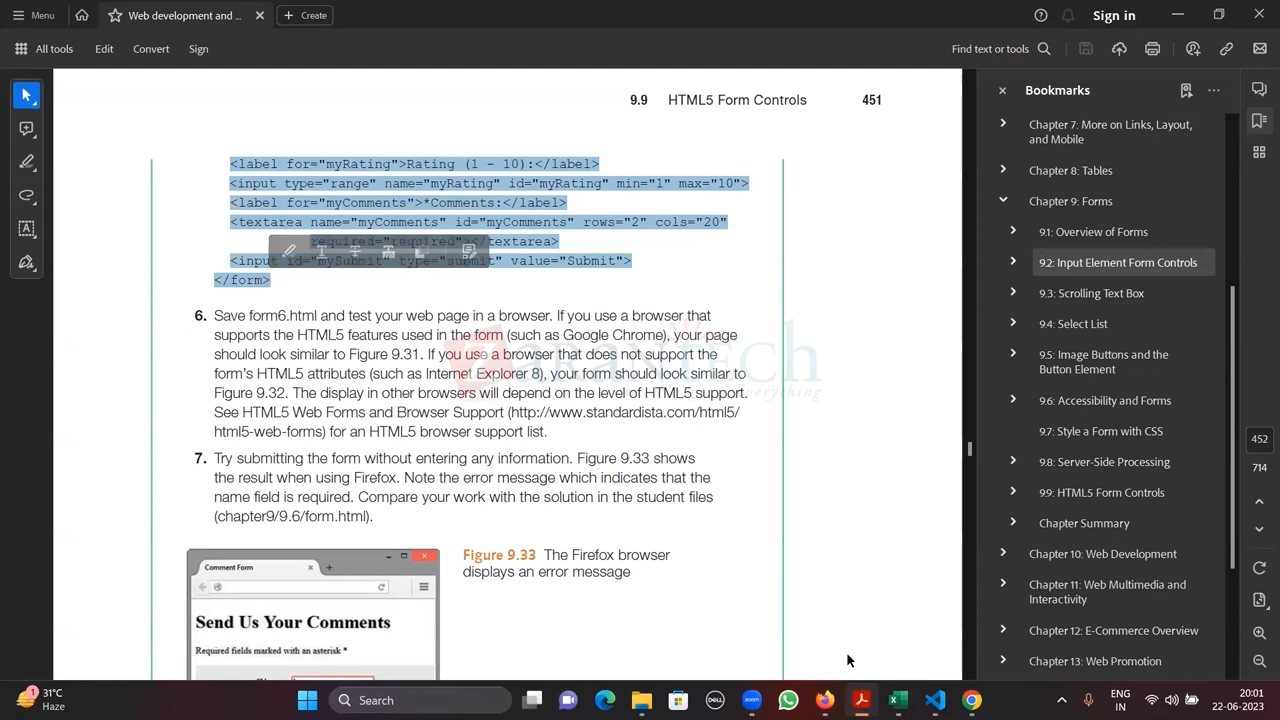 Menu
Web development and ...
Create
Sign in
All tools
Edit
Convert
Sign
Find text or tools
9.9 HTML5 Form Controls 451
<label for="myRating">Rating (1 - 10):</label>
<input type="range" name="myRating" id="myRating" min="1" max="10">
<label for="myComments">*Comments:</label>
<textarea name="myComments" id="myComments" rows="2" cols="20"
required="required"></textarea>
<input id="mySubmit" type="submit" value="Submit">
</form>
6. Save form6.html and test your web page in a browser. If you use a browser that
supports the HTML5 features used in the form (such as Google Chrome), your page
should look similar to Figure 9.31. If you use a browser that does not support the
form's HTML5 attributes (such as Internet Explorer 8), your form should look similar to
Figure 9.32. The display in other browsers will depend on the level of HTML5 support.
See HTML5 Web Forms and Browser Support (http://www.standardista.com/html5/
html5-web-forms) for an HTML5 browser support list.
7. Try submitting the form without entering any information. Figure 9.33 shows
the result when using Firefox. Note the error message which indicates that the
name field is required. Compare your work with the solution in the student files
(chapter9/9.6/form.html).
Figure 9.33 The Firefox browser
displays an error message
Comment Form
Send Us Your Comments
Required fields marked with an asterisk *
Bookmarks
Chapter 7: More on Links, Layout,
and Mobile
Chapter 8: Tables
Chapter 9: Forms
9.1: Overview of Forms
9.2: Input Element Form Controls
9.3: Scrolling Text Box
9.4: Select List
9.5: Image Buttons and the
Button Element
9.6: Accessibility and Forms
9.7: Style a Form with CSS
9.8: Server-Side Processing
9.9: HTML5 Form Controls
Chapter Summary
Chapter 10: Web Development
Chapter 11: Web Multimedia and
Interactivity
Chapter 12: E-Commerce Overview
Chapter 13: Web Promotion
452
714
1
31°C
Haze
Search
DELL
zoom
ENG
IN
20:01
22-06-2023